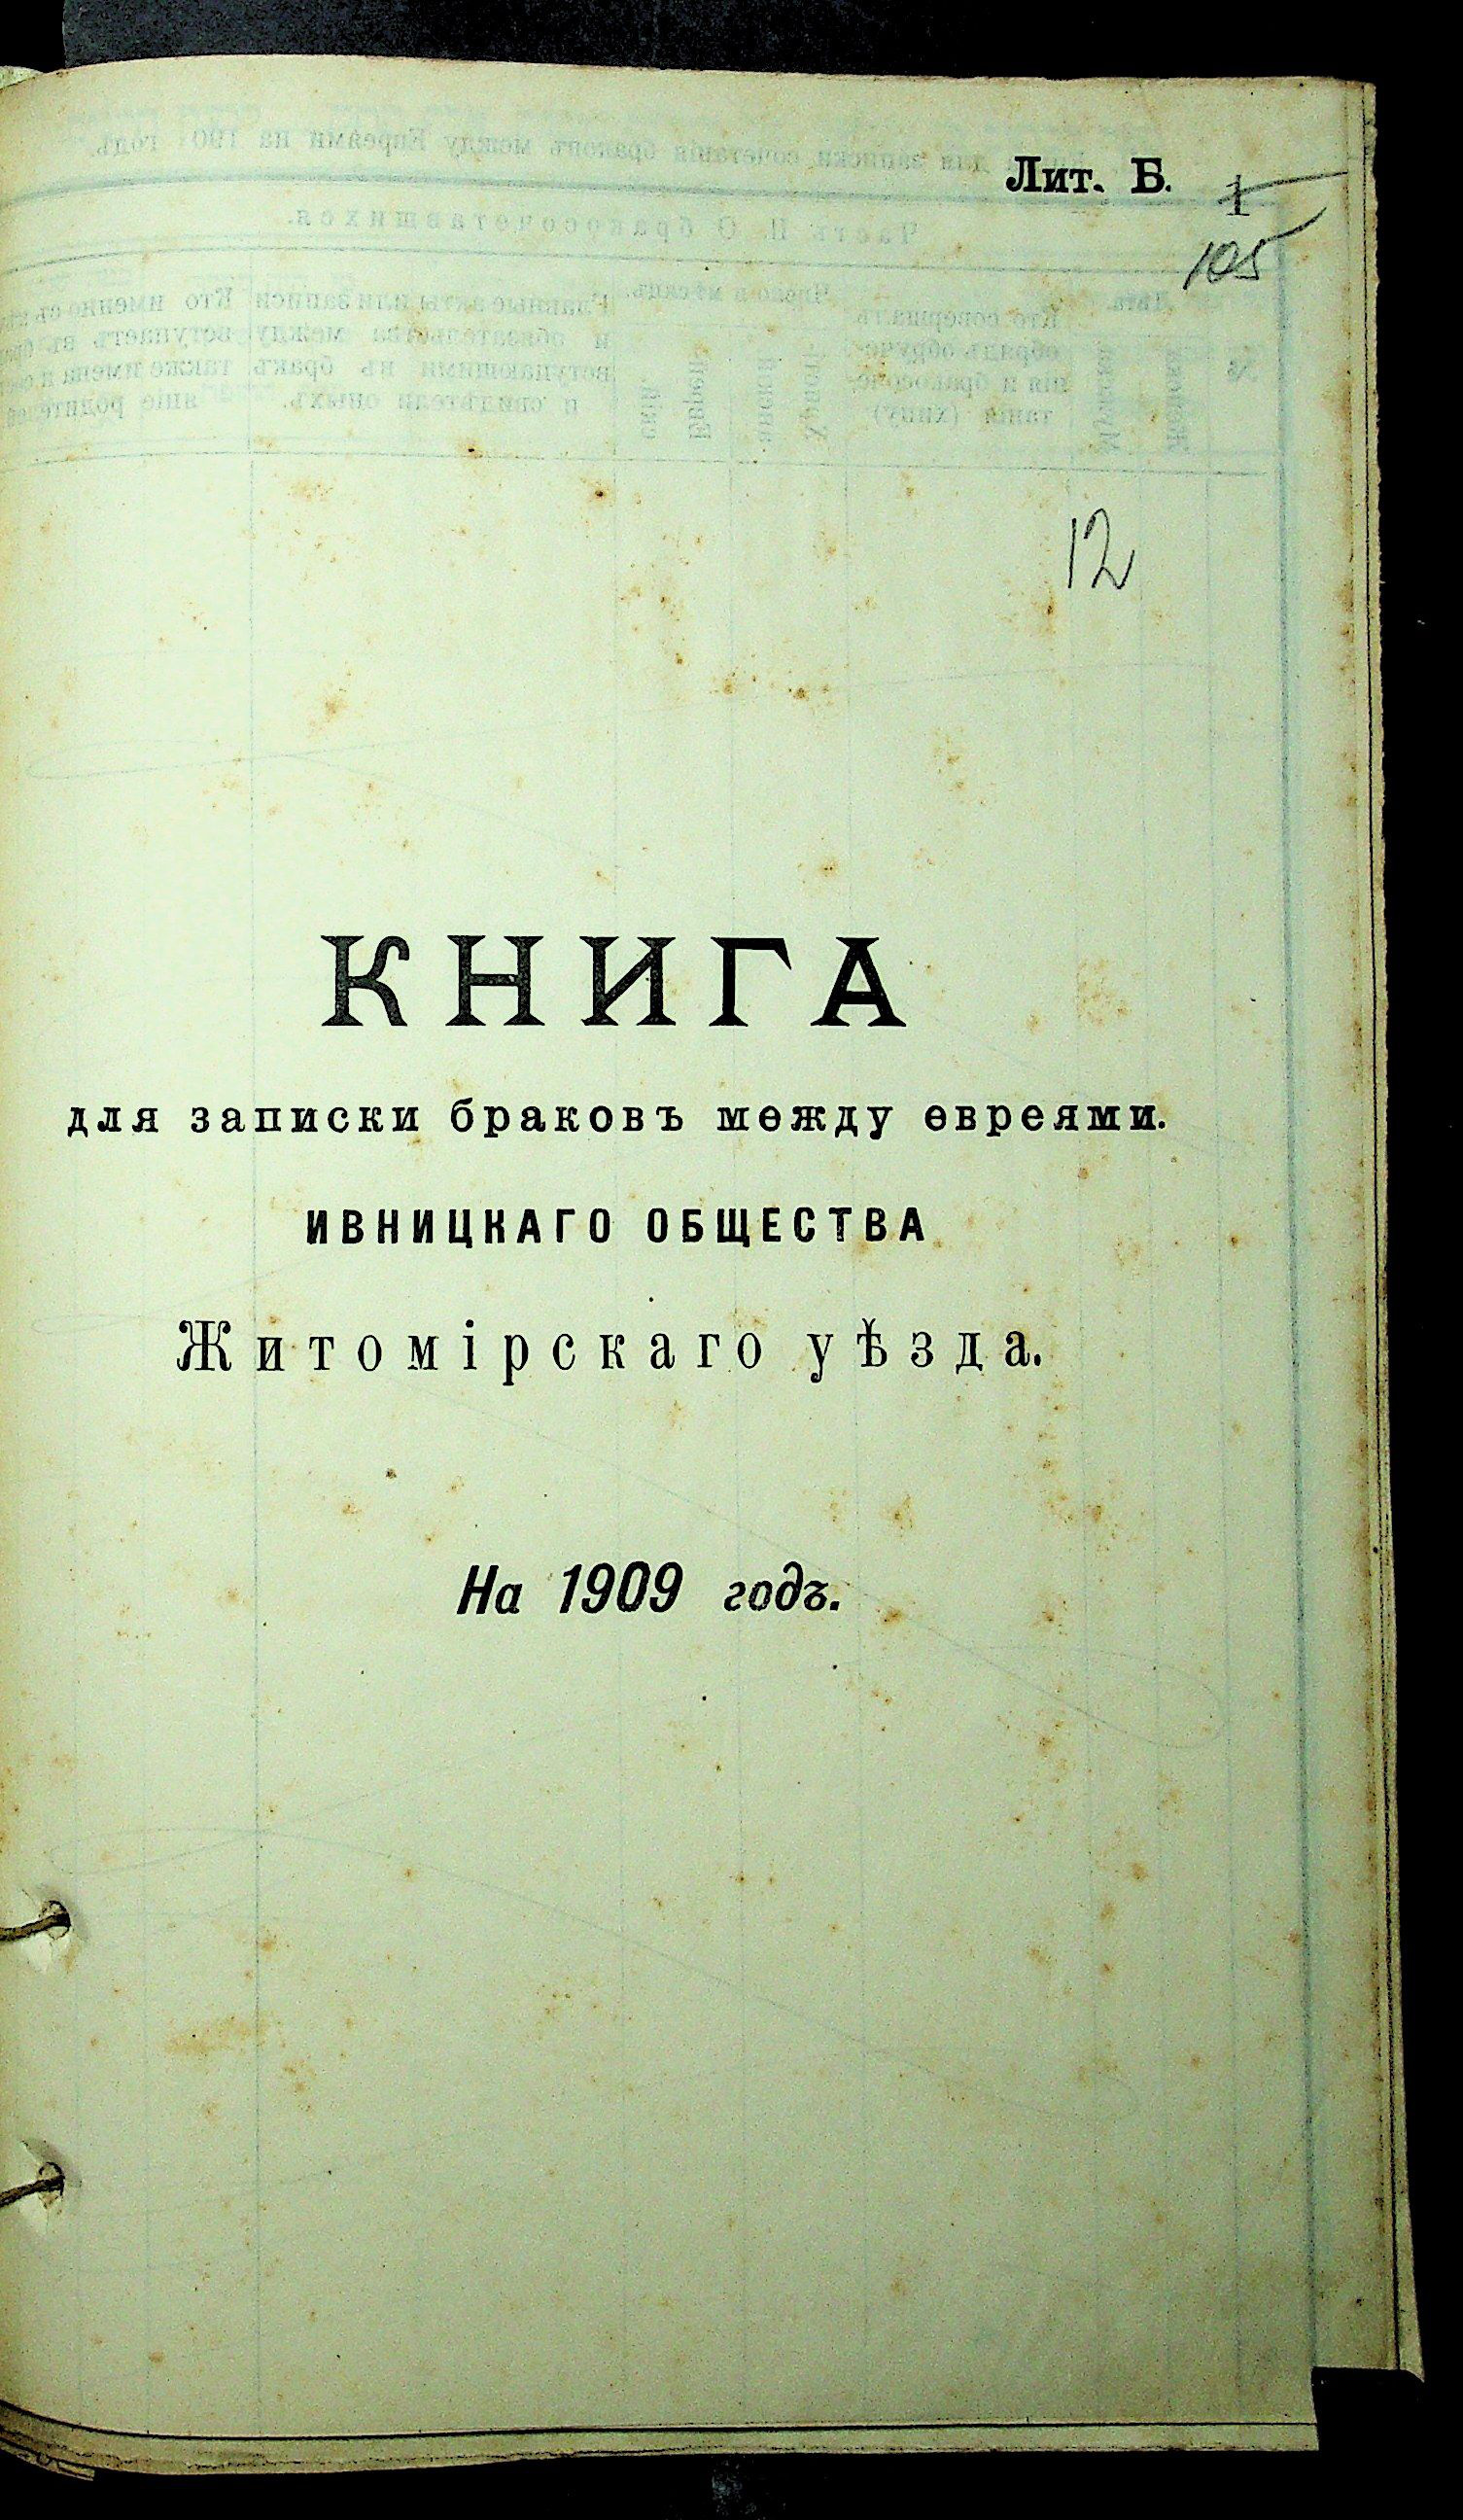 Лит. Б.
1
105
12
КНИГА
для записки браковъ между евреями.
ИВНИЦКАГО ОБЩЕСТВА
Житомірскаго уѣзда.
На 1909 годъ.